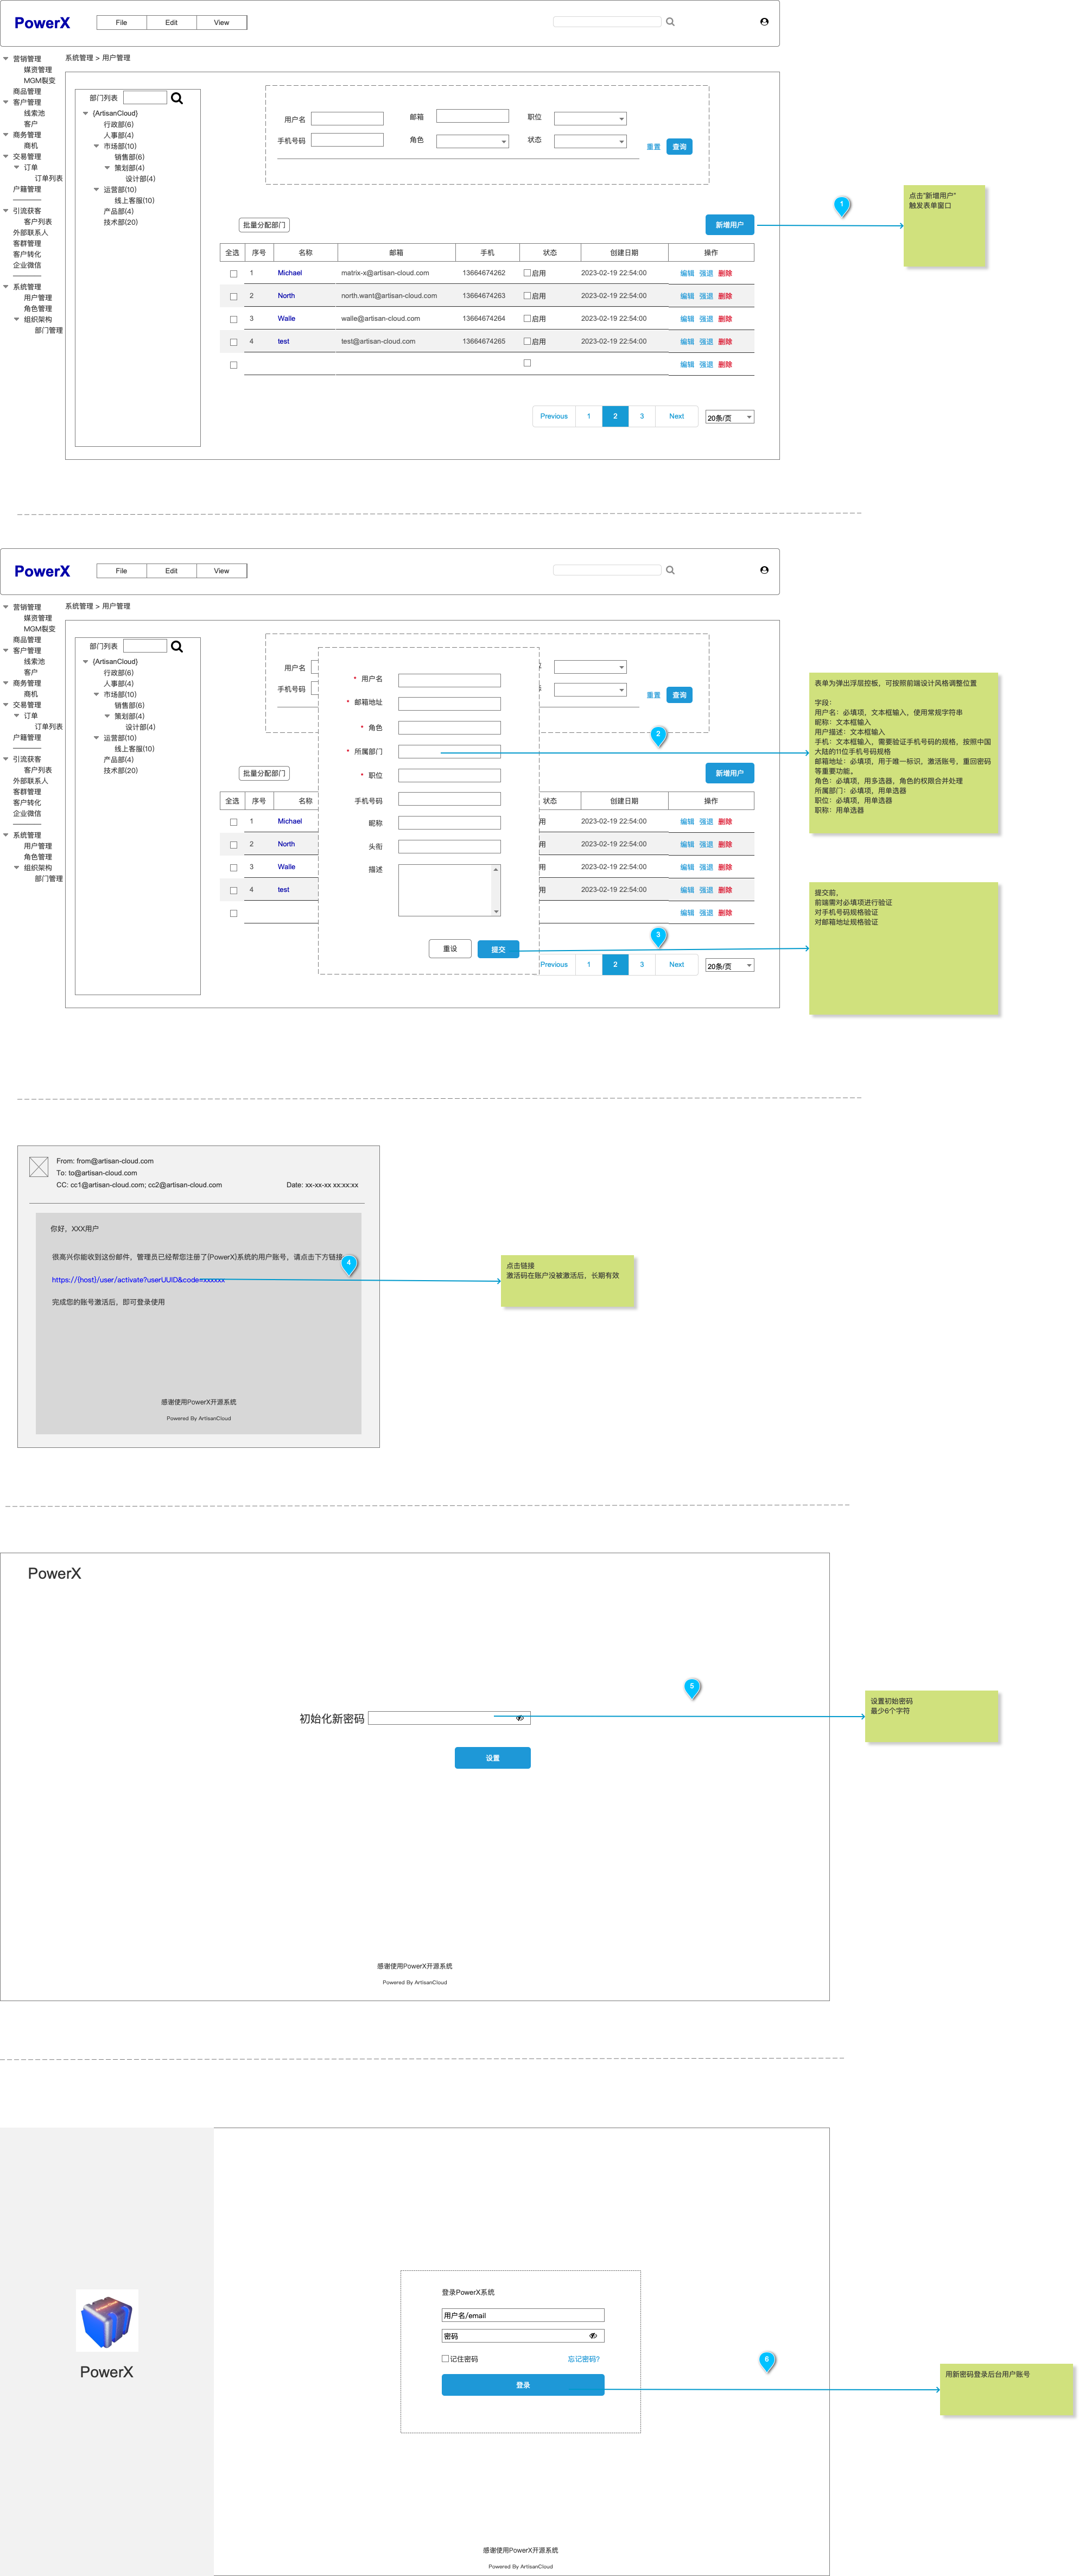 PowerX
File Edit View
营销管理
媒资管理
MGM裂变
商品管理
客户管理
线索池
客户
商务管理
商机
交易管理
订单
订单列表
户籍管理
引流获客
客户列表
外部联系人
客群管理
客户转化
企业微信
系统管理
用户管理
角色管理
组织架构
部门管理
系统管理 > 用户管理
部门列表
{ArtisanCloud}
行政部(6)
人事部(4)
市场部(10)
销售部(6)
策划部(4)
设计部(4)
运营部(10)
线上客服(10)
产品部(4)
技术部(20)
用户名 邮箱 职位
手机号码 角色 状态 重置 查询
批量分配部门 新增用户
全选 序号 名称 邮箱 手机 状态 创建日期 操作
1 Michael matrix-x@artisan-cloud.com 13664674262 启用 2023-02-19 22:54:00 编辑 强退 删除
2 North north.want@artisan-cloud.com 13664674263 启用 2023-02-19 22:54:00 编辑 强退 删除
3 Walle walle@artisan-cloud.com 13664674264 启用 2023-02-19 22:54:00 编辑 强退 删除
4 test test@artisan-cloud.com 13664674265 启用 2023-02-19 22:54:00 编辑 强退 删除
编辑 强退 删除
Previous 1 2 3 Next 20条/页
1
点击"新增用户"
触发表单窗口
PowerX
File Edit View
营销管理
媒资管理
MGM裂变
商品管理
客户管理
线索池
客户
商务管理
商机
交易管理
订单
订单列表
户籍管理
引流获客
客户列表
外部联系人
客群管理
客户转化
企业微信
系统管理
用户管理
角色管理
组织架构
部门管理
系统管理 > 用户管理
部门列表
{ArtisanCloud}
行政部(6)
人事部(4)
市场部(10)
销售部(6)
策划部(4)
设计部(4)
运营部(10)
线上客服(10)
产品部(4)
技术部(20)
用户名
手机号码 重置 查询
批量分配部门 新增用户
全选 序号 名称 状态 创建日期 操作
1 Michael 用 2023-02-19 22:54:00 编辑 强退 删除
2 North 用 2023-02-19 22:54:00 编辑 强退 删除
3 Walle 用 2023-02-19 22:54:00 编辑 强退 删除
4 test 用 2023-02-19 22:54:00 编辑 强退 删除
编辑 强退 删除
Previous 1 2 3 Next 20条/页
* 用户名
* 邮箱地址
* 角色
* 所属部门
* 职位
手机号码
昵称
头衔
描述
重设 提交
2
表单为弹出浮层控板，可按照前端设计风格调整位置
字段：
用户名：必填项，文本框输入，使用常规字符串
昵称：文本框输入
用户描述：文本框输入
手机：文本框输入，需要验证手机号码的规格，按照中国
大陆的11位手机号码规格
邮箱地址：必填项，用于唯一标识，激活账号，重回密码
等重要功能。
角色：必填项，用多选器，角色的权限合并处理
所属部门：必填项，用单选器
职位：必填项，用单选器
职称：用单选器
3
提交前，
前端需对必填项进行验证
对手机号码规格验证
对邮箱地址规格验证
From: from@artisan-cloud.com
To: to@artisan-cloud.com
CC: cc1@artisan-cloud.com; cc2@artisan-cloud.com Date: xx-xx-xx xx:xx:xx
你好，XXX用户
很高兴你能收到这份邮件，管理员已经帮您注册了{PowerX}系统的用户账号，请点击下方链接
https://{host}/user/activate?userUUID&code=xxxxxx
完成您的账号激活后，即可登录使用
感谢使用PowerX开源系统
Powered By ArtisanCloud
4
点击链接
激活码在账户没被激活后，长期有效
PowerX
初始化新密码
设置
感谢使用PowerX开源系统
Powered By ArtisanCloud
5
设置初始密码
最少6个字符
PowerX
登录PowerX系统
用户名/email
密码
记住密码 忘记密码?
登录
感谢使用PowerX开源系统
Powered By ArtisanCloud
6
用新密码登录后台用户账号